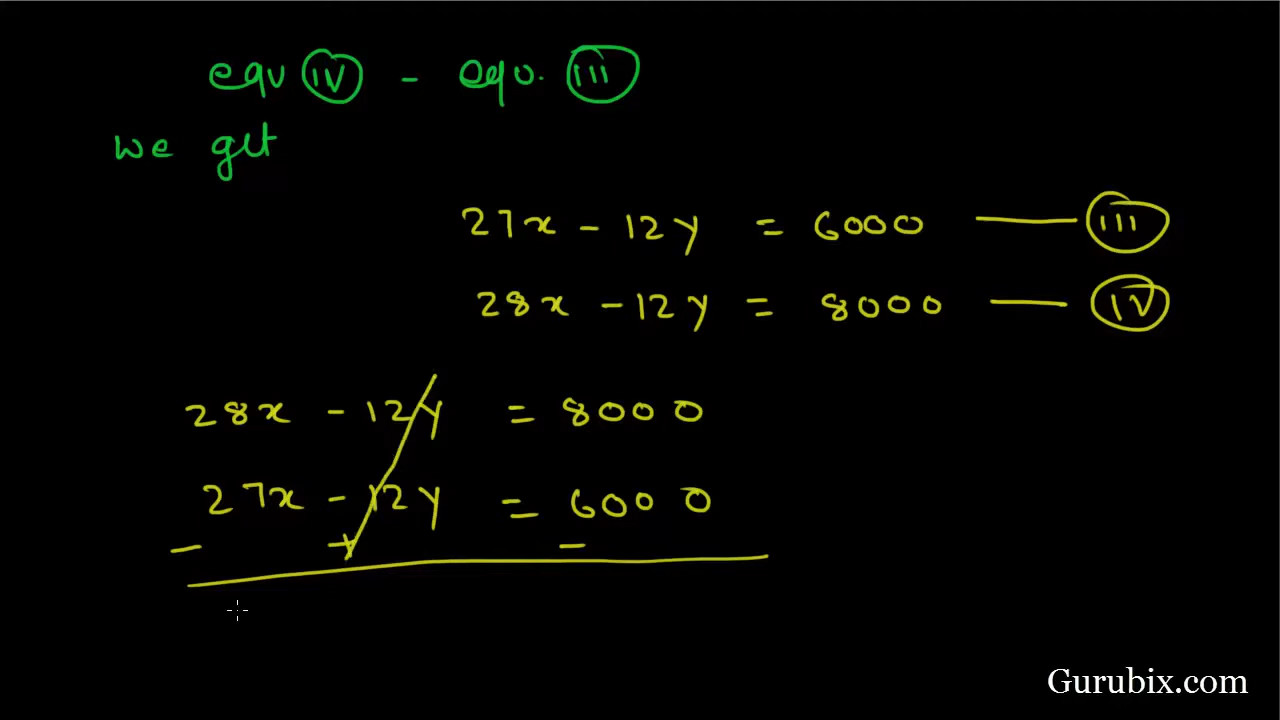 equ IV - equ. III
we get
27x - 12y = 6000 — III
28x - 12y = 8000 — IV
28x - 12y = 8000
27x - 12y = 6000
- + -
Gurubix.com